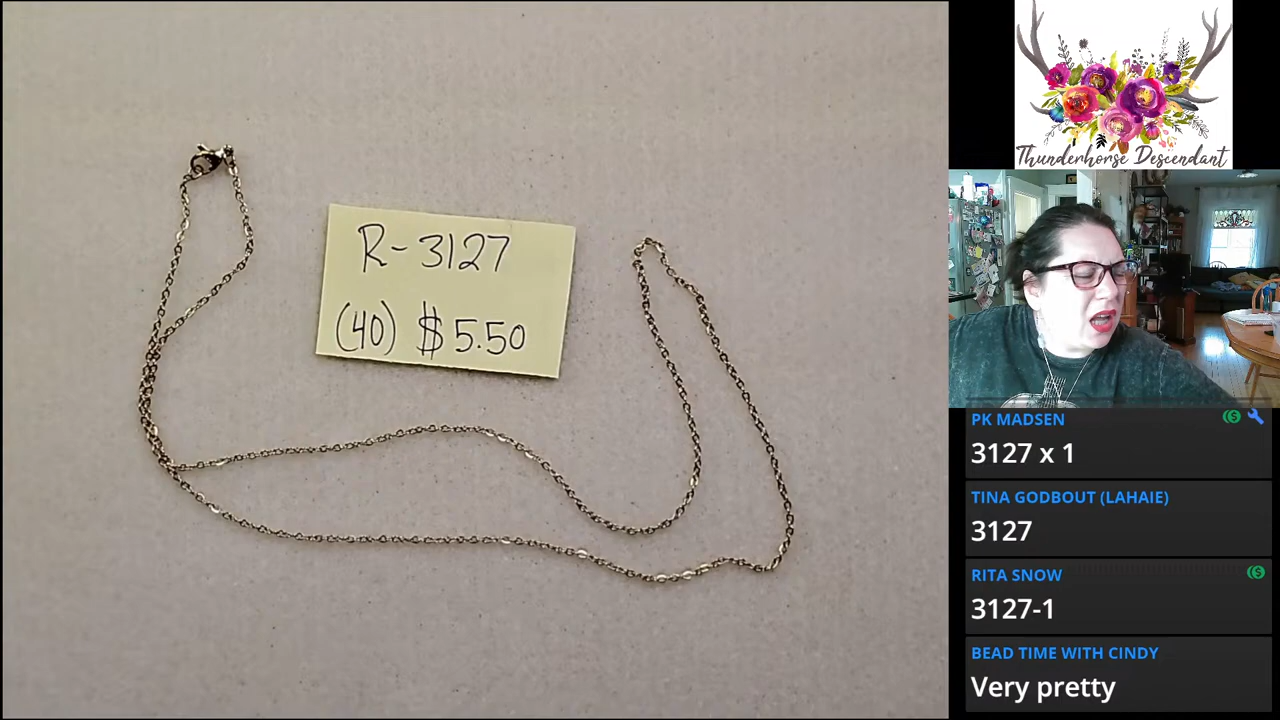 R-3127
(40) $5.50
Thunderhorse Descendant
PK MADSEN
3127 x 1
TINA GODBOUT (LAHAIE)
3127
RITA SNOW
3127-1
BEAD TIME WITH CINDY
Very pretty